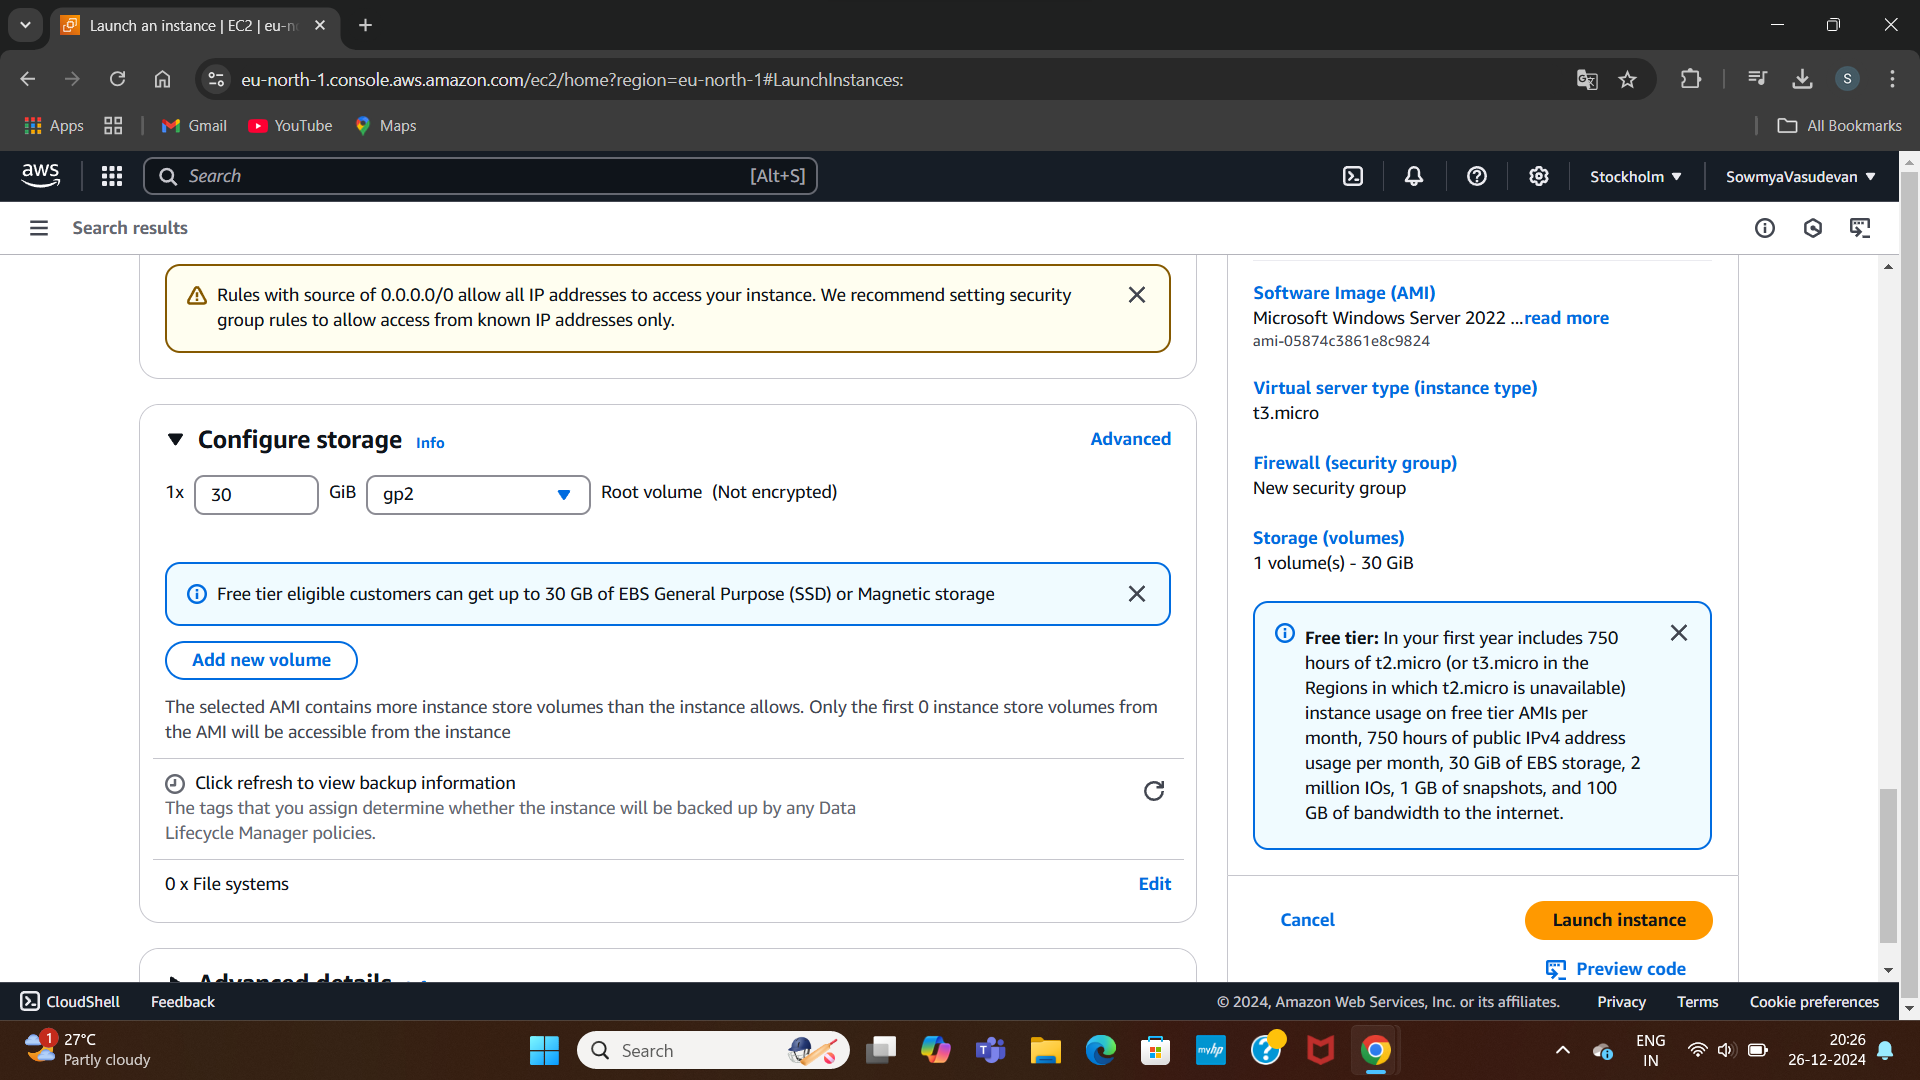 Launch an instance | EC2 | eu-n
eu-north-1.console.aws.amazon.com/ec2/home?region=eu-north-1#LaunchInstances:
S
Apps
Gmail
YouTube
Maps
All Bookmarks
aws
Search
[Alt+S]
Stockholm
SowmyaVasudevan
Search results
Rules with source of 0.0.0.0/0 allow all IP addresses to access your instance. We recommend setting security
group rules to allow access from known IP addresses only.
Configure storage Info
Advanced
1x
30
GiB
gp2
Root volume (Not encrypted)
Free tier eligible customers can get up to 30 GB of EBS General Purpose (SSD) or Magnetic storage
Add new volume
The selected AMI contains more instance store volumes than the instance allows. Only the first 0 instance store volumes from
the AMI will be accessible from the instance
Click refresh to view backup information
The tags that you assign determine whether the instance will be backed up by any Data
Lifecycle Manager policies.
0 x File systems
Edit
Advanced details
Software Image (AMI)
Microsoft Windows Server 2022 ...read more
ami-05874c3861e8c9824
Virtual server type (instance type)
t3.micro
Firewall (security group)
New security group
Storage (volumes)
1 volume(s) - 30 GiB
Free tier: In your first year includes 750
hours of t2.micro (or t3.micro in the
Regions in which t2.micro is unavailable)
instance usage on free tier AMIs per
month, 750 hours of public IPv4 address
usage per month, 30 GiB of EBS storage, 2
million IOs, 1 GB of snapshots, and 100
GB of bandwidth to the internet.
Cancel
Launch instance
Preview code
CloudShell
Feedback
© 2024, Amazon Web Services, Inc. or its affiliates.
Privacy
Terms
Cookie preferences
1
27°C
Partly cloudy
Search
myhp
ENG
IN
20:26
26-12-2024